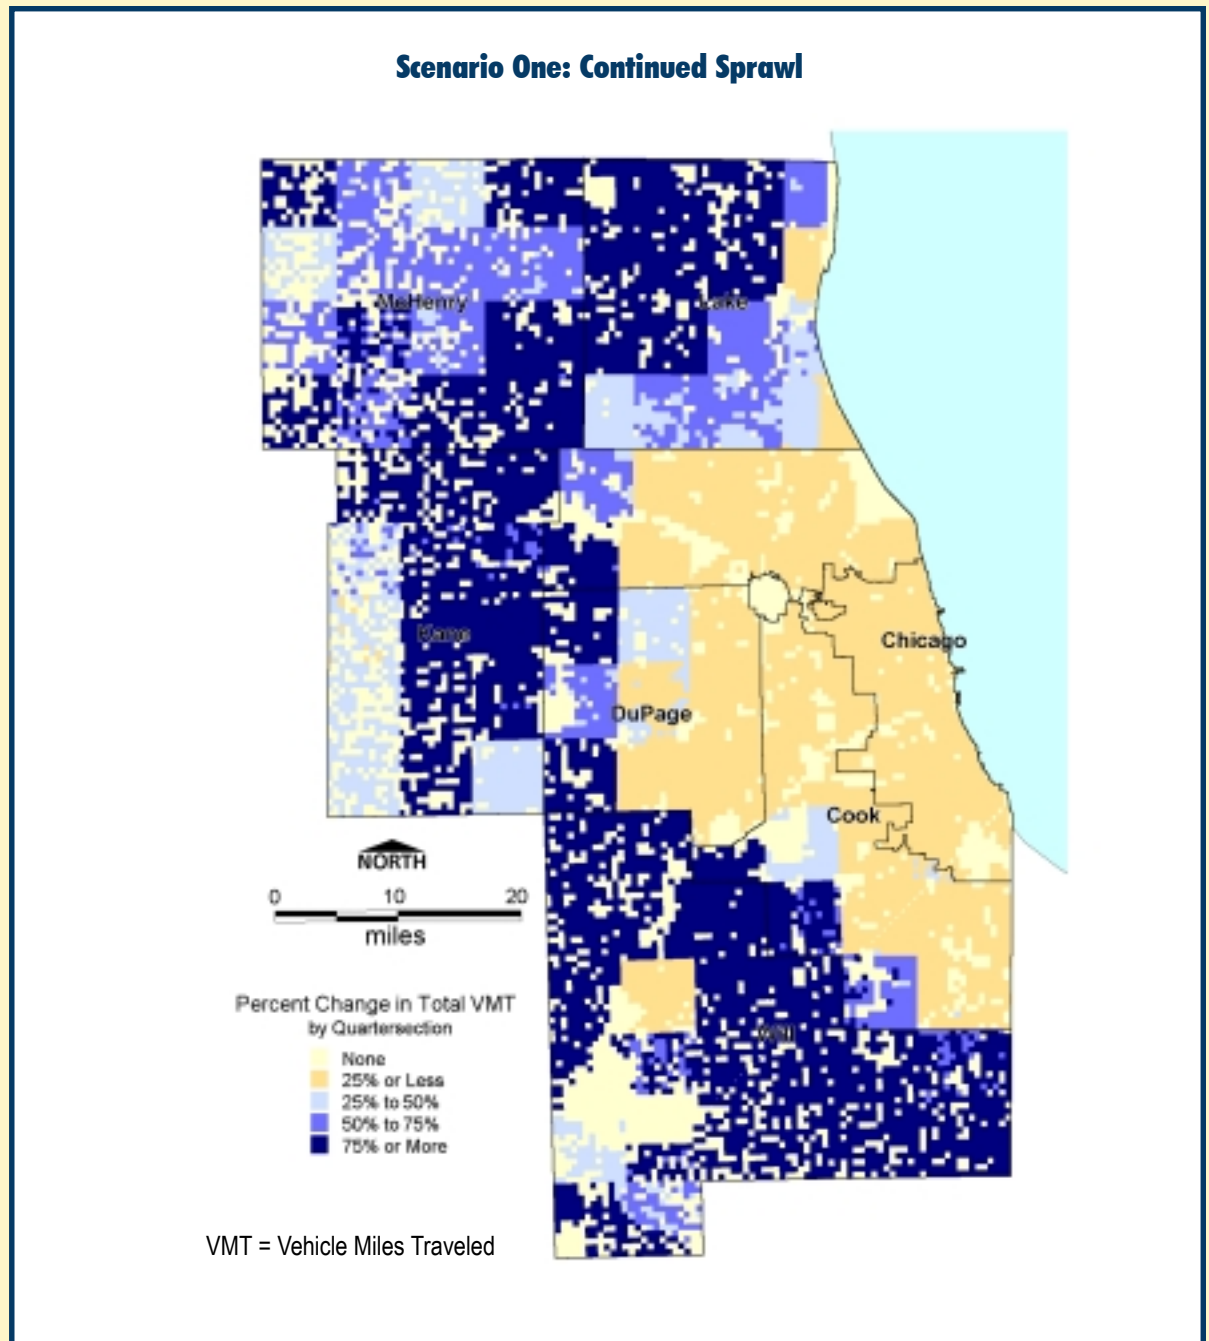 Scenario One: Continued Sprawl
McHenry
Lake
Kane
Chicago
DuPage
Cook
NORTH
0 10 20
miles
Will
Percent Change in Total VMT
by Quartersection
None
25% or Less
25% to 50%
50% to 75%
75% or More
VMT = Vehicle Miles Traveled